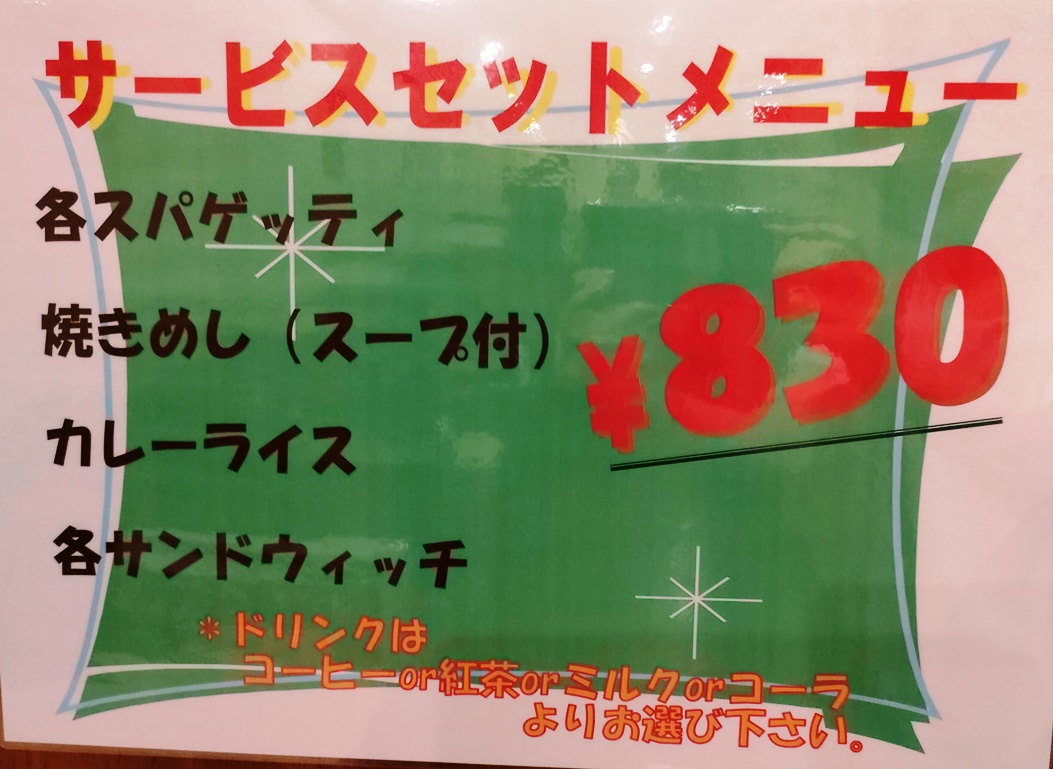 サービスセットメニュー
各スパゲッティ
焼きめし（スープ付）
¥830
カレーライス
各サンドウィッチ
*ドリンクは
コーヒーor紅茶orミルクorコーラ
よりお選び下さい。